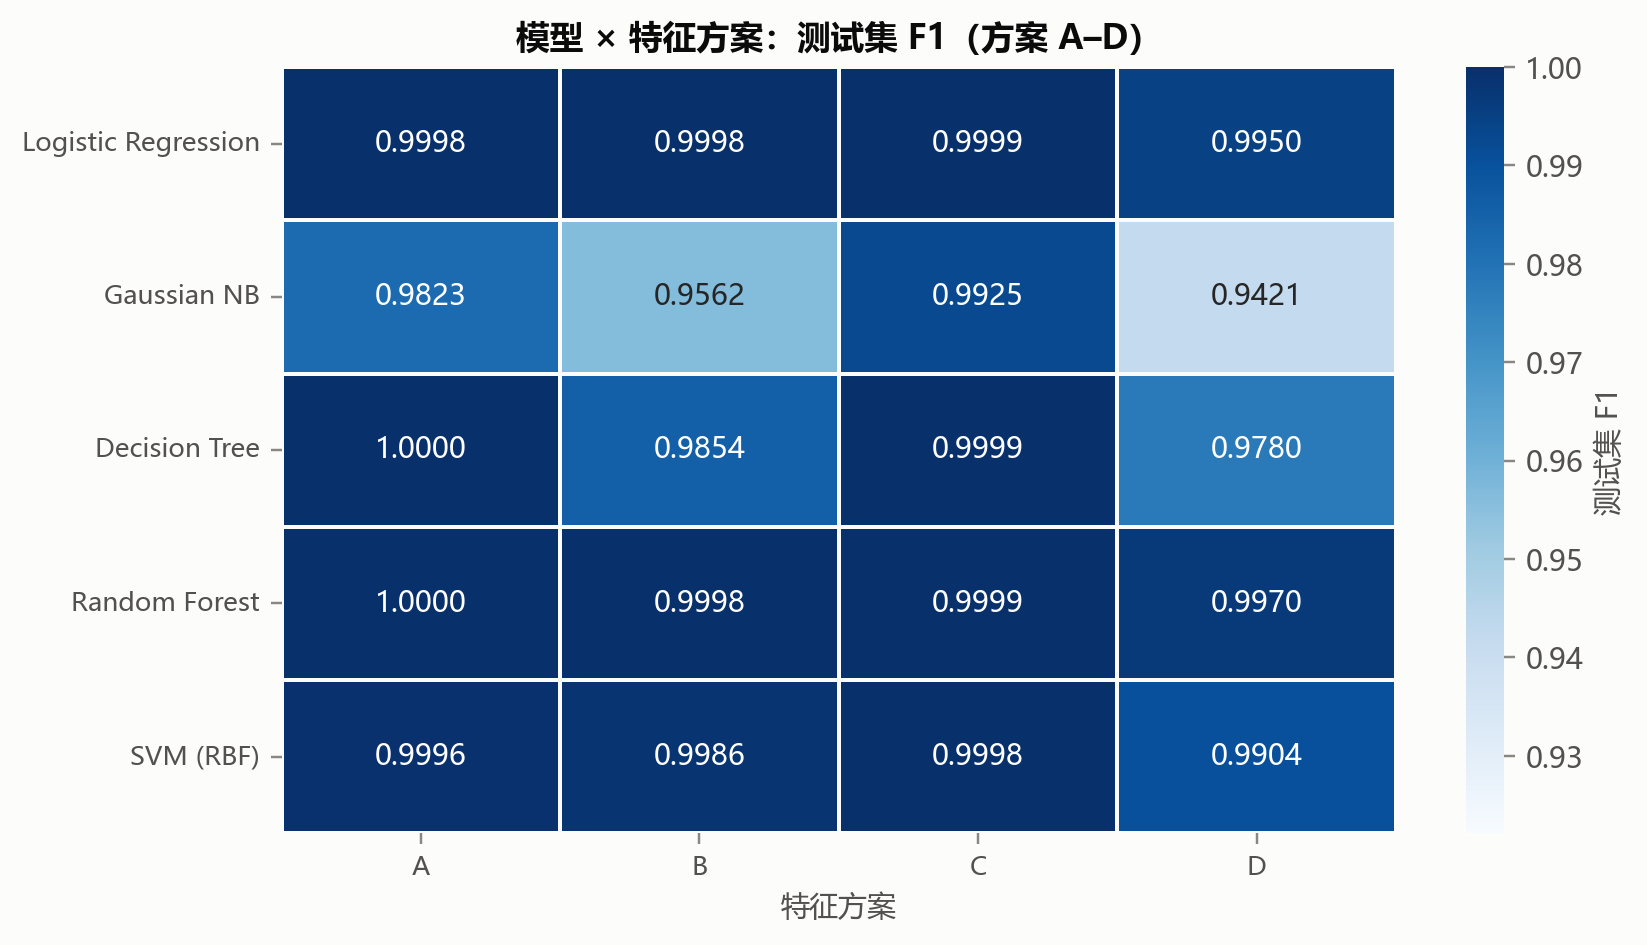 模型 × 特征方案：测试集 F1（方案 A–D）
Logistic Regression 0.9998 0.9998 0.9999 0.9950
Gaussian NB 0.9823 0.9562 0.9925 0.9421
Decision Tree 1.0000 0.9854 0.9999 0.9780
Random Forest 1.0000 0.9998 0.9999 0.9970
SVM (RBF) 0.9996 0.9986 0.9998 0.9904
A B C D
特征方案
1.00
0.99
0.98
0.97
0.96
0.95
0.94
0.93
测试集 F1